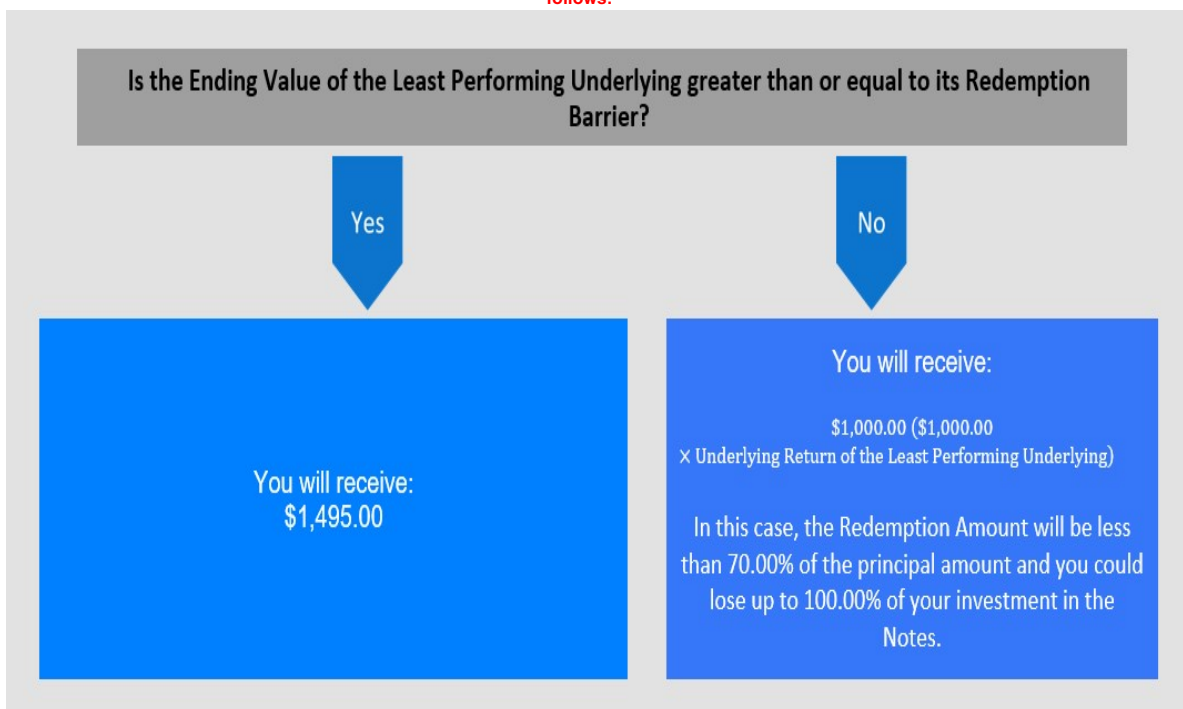 follows:
Is the Ending Value of the Least Performing Underlying greater than or equal to its Redemption
Barrier?
Yes
No
You will receive:
$1,495.00
You will receive:
$1,000.00 ($1,000.00
× Underlying Return of the Least Performing Underlying)
In this case, the Redemption Amount will be less
than 70.00% of the principal amount and you could
lose up to 100.00% of your investment in the
Notes.